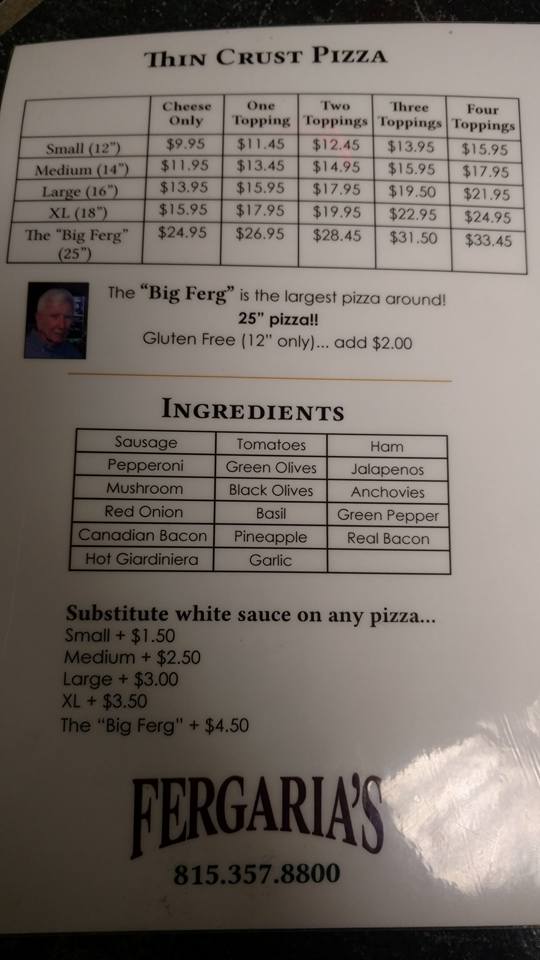 THIN CRUST PIZZA
Cheese Only One Topping Two Toppings Three Toppings Four Toppings
Small (12”) $9.95 $11.45 $12.45 $13.95 $15.95
Medium (14”) $11.95 $13.45 $14.95 $15.95 $17.95
Large (16”) $13.95 $15.95 $17.95 $19.50 $21.95
XL (18”) $15.95 $17.95 $19.95 $22.95 $24.95
The “Big Ferg” (25”) $24.95 $26.95 $28.45 $31.50 $33.45
The “Big Ferg” is the largest pizza around!
25” pizza!!
Gluten Free (12” only)... add $2.00
INGREDIENTS
Sausage Tomatoes Ham
Pepperoni Green Olives Jalapenos
Mushroom Black Olives Anchovies
Red Onion Basil Green Pepper
Canadian Bacon Pineapple Real Bacon
Hot Giardiniera Garlic
Substitute white sauce on any pizza...
Small + $1.50
Medium + $2.50
Large + $3.00
XL + $3.50
The “Big Ferg” + $4.50
FERGARIA’S
815.357.8800